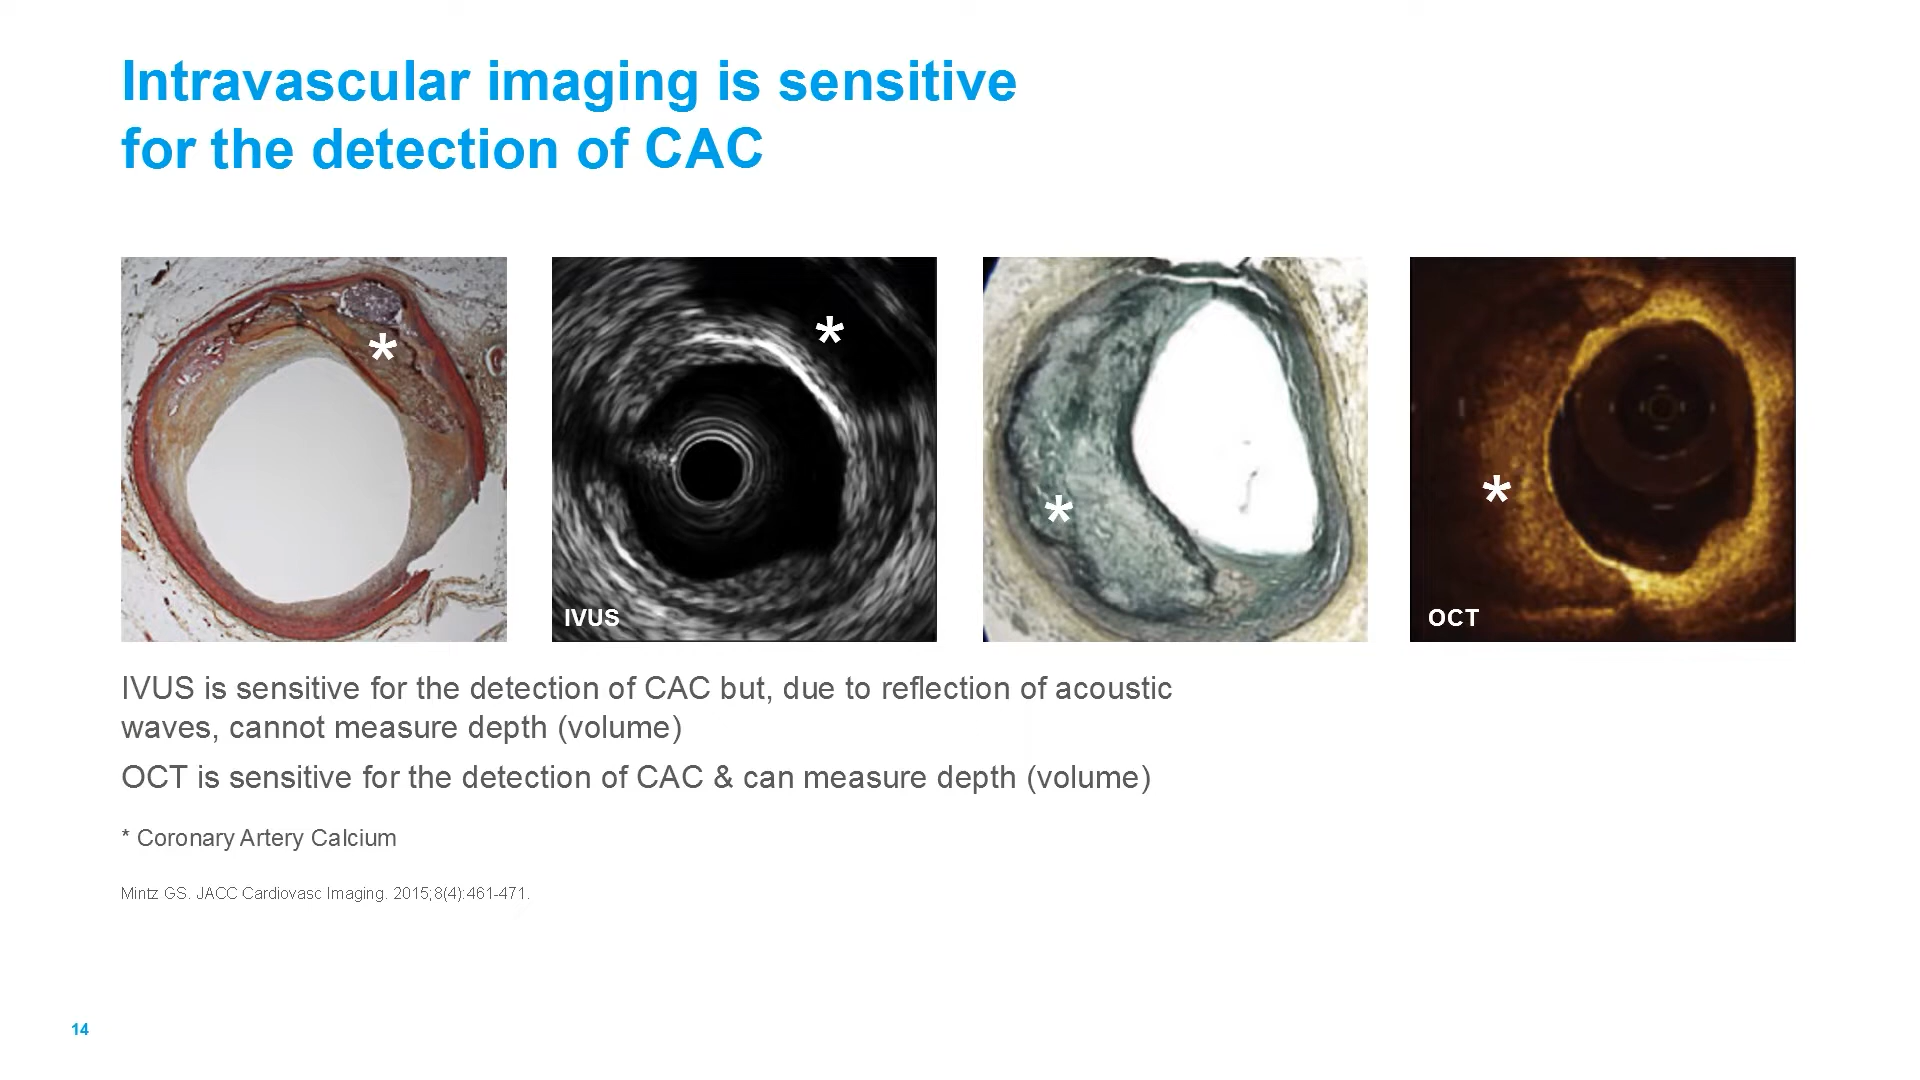 Intravascular imaging is sensitive
for the detection of CAC
*
*
*
*
IVUS
OCT
IVUS is sensitive for the detection of CAC but, due to reflection of acoustic
waves, cannot measure depth (volume)
OCT is sensitive for the detection of CAC & can measure depth (volume)
* Coronary Artery Calcium
Mintz GS. JACC Cardiovasc Imaging. 2015;8(4):461-471.
14